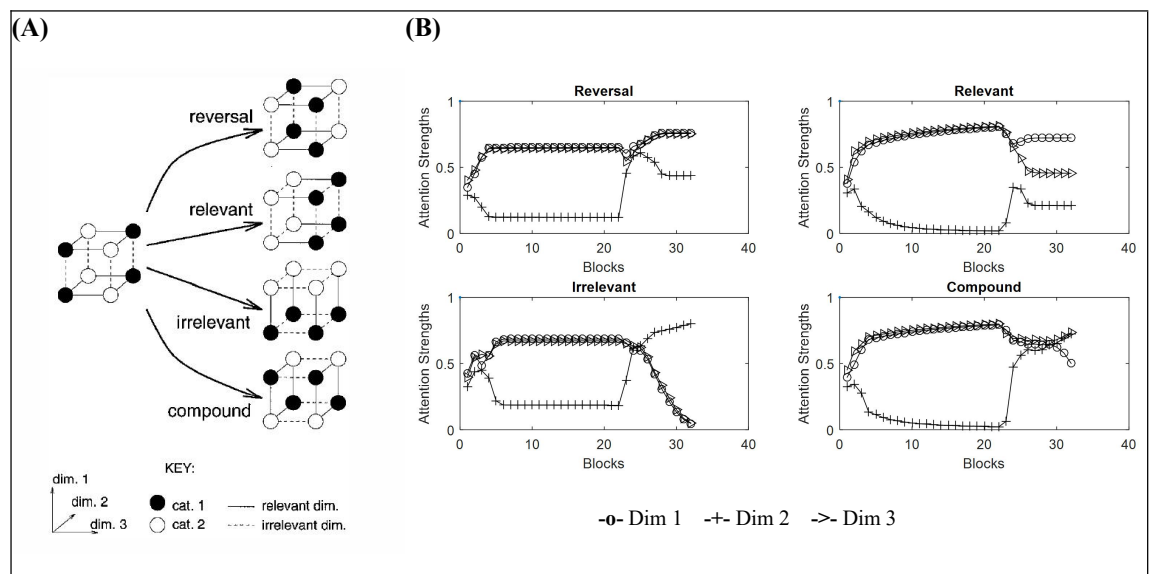 (A)
reversal
relevant
irrelevant
compound
KEY:
dim. 1
dim. 2
dim. 3
cat. 1
cat. 2
relevant dim.
irrelevant dim.
(B)
Reversal
1
0.5
0
Attention Strengths
0 10 20 30 40
Blocks
Relevant
1
0.5
0
Attention Strengths
0 10 20 30 40
Blocks
Irrelevant
1
0.5
0
Attention Strengths
0 10 20 30 40
Blocks
Compound
1
0.5
0
Attention Strengths
0 10 20 30 40
Blocks
-o- Dim 1 -+- Dim 2 ->- Dim 3